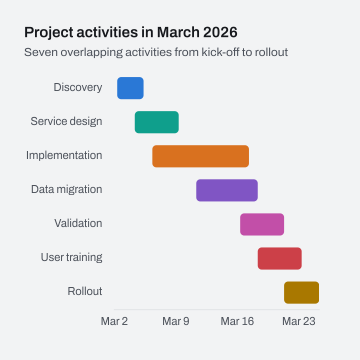 Project activities in March 2026
Seven overlapping activities from kick-off to rollout
Discovery
Service design
Implementation
Data migration
Validation
User training
Rollout
Mar 2 Mar 9 Mar 16 Mar 23